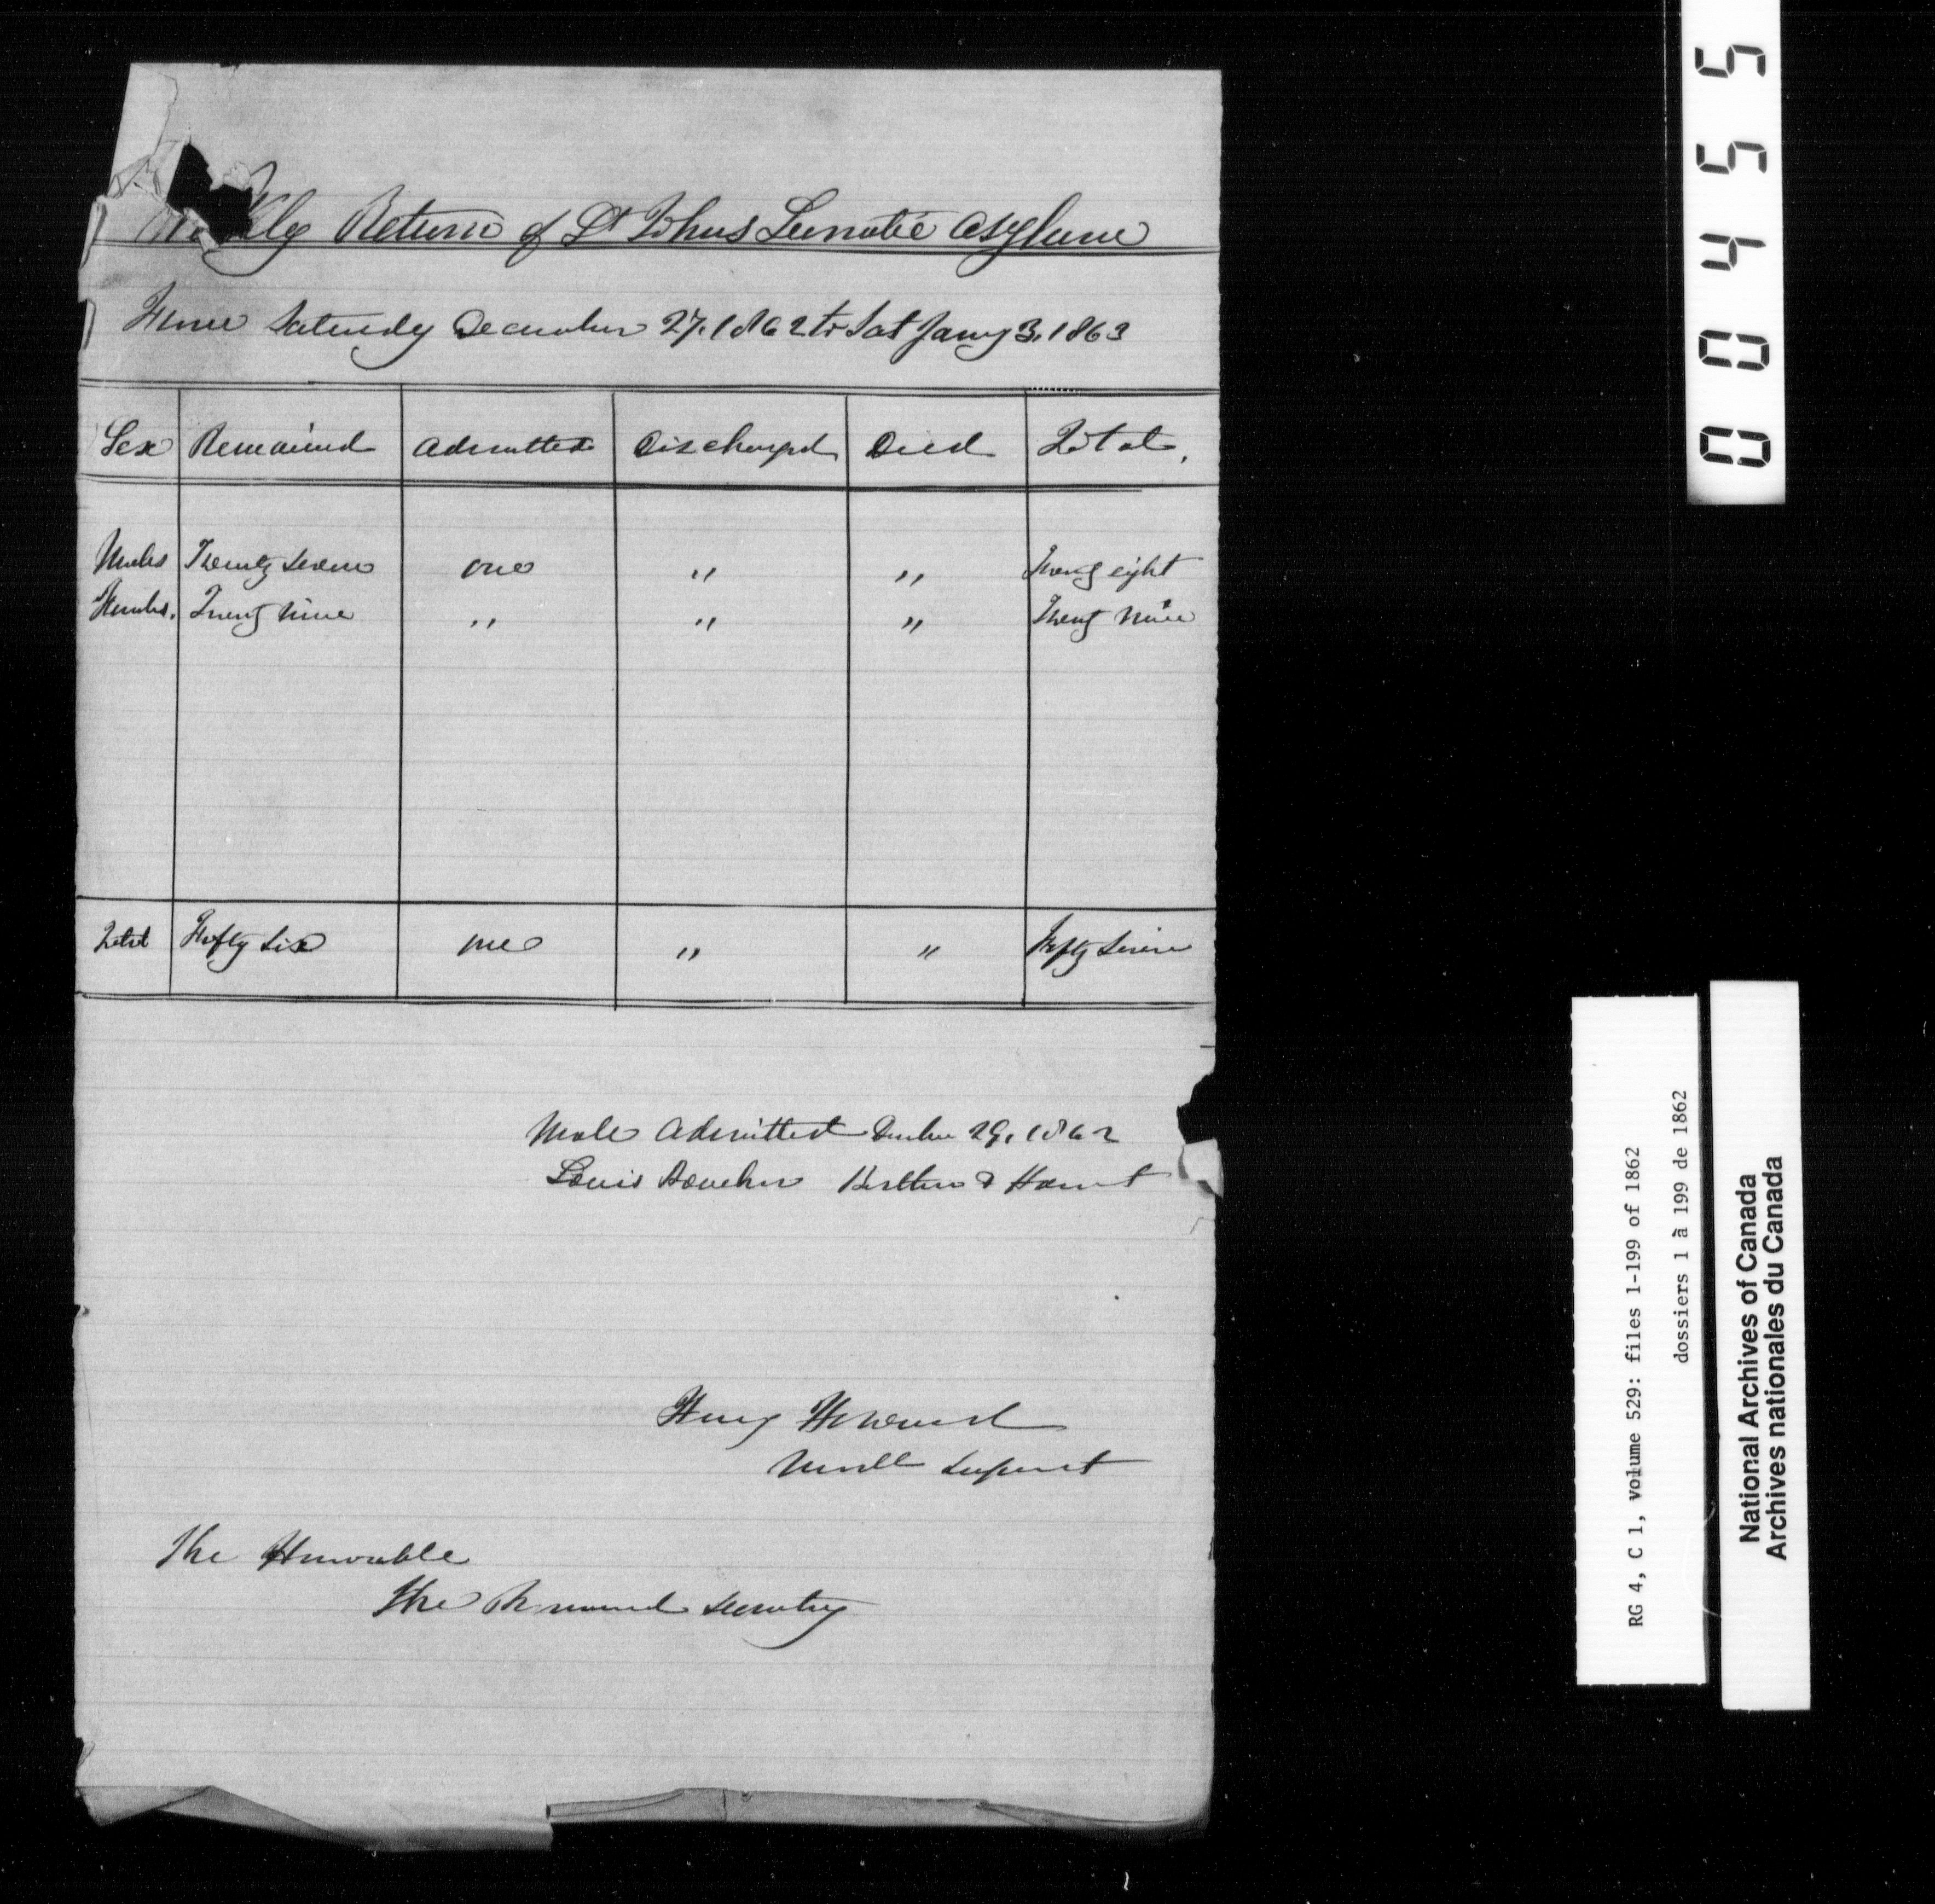 Weekly Return of St Johns Lunatic Asylum
From Saturday December 27. 1862 to Sat Jany 3. 1863
Sex Remained Admitted Discharged Died Total.
Males Twenty Seven one " " Twenty eight
Females. Twenty Nine " " " Twenty Nine
Total Fifty Six one " " Fifty Seven
Male Admitted December 29. 1862
Louis Boucher Berthier
Henry Howard
Medl Supernt
The Honorable
The Provincial Secretary
00455
RG 4, C 1, volume 529: files 1-199 of 1862
dossiers 1 à 199 de 1862
National Archives of Canada
Archives nationales du Canada